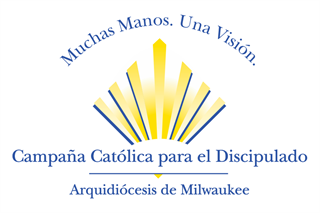 Muchas Manos. Una Visión.
Campaña Católica para el Discipulado
Arquidiócesis de Milwaukee